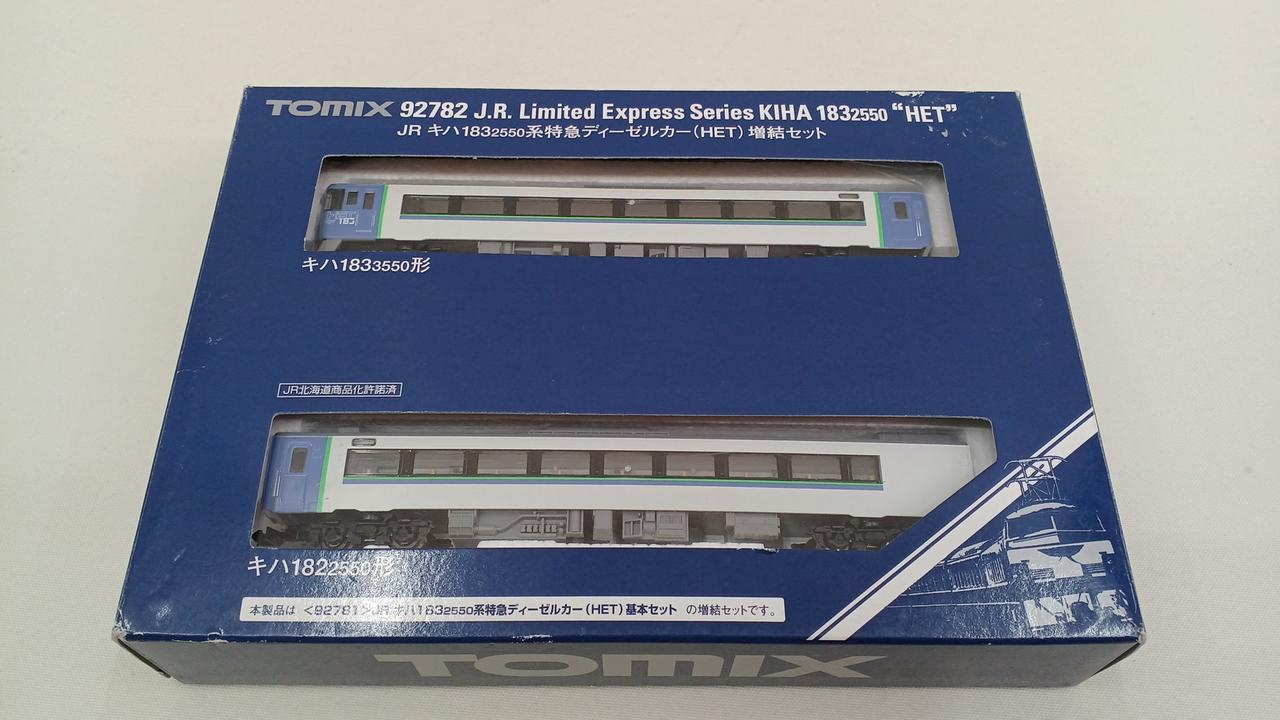 TOMIX 92782 J.R. Limited Express Series KIHA 1832550 “HET”
JR キハ1832550系特急ディーゼルカー（HET）増結セット
183
キハ1833550形
JR北海道商品化許諾済
キハ1822550形
本製品は <92781>JR キハ1832550系特急ディーゼルカー（HET）基本セット の増結セットです。
TOMIX